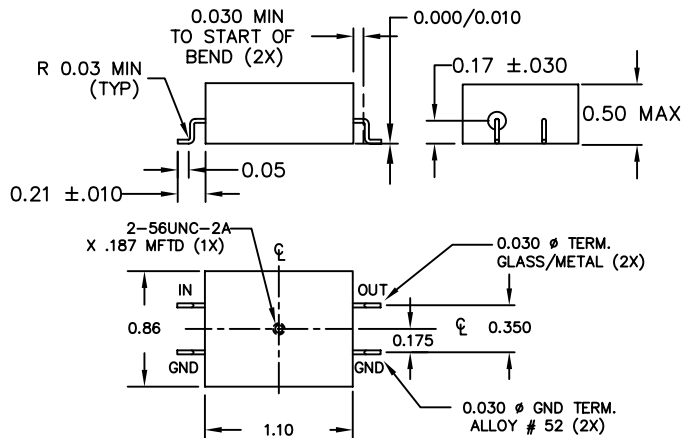 0.030 MIN
TO START OF
BEND (2X)
0.000/0.010
R 0.03 MIN
(TYP)
0.17 ±.030
0.50 MAX
0.05
0.21 ±.010
2-56UNC-2A
X .187 MFTD (1X)
℄
0.030 ø TERM.
GLASS/METAL (2X)
IN
OUT
0.86
℄
0.350
0.175
GND
GND
0.030 ø GND TERM.
ALLOY # 52 (2X)
1.10